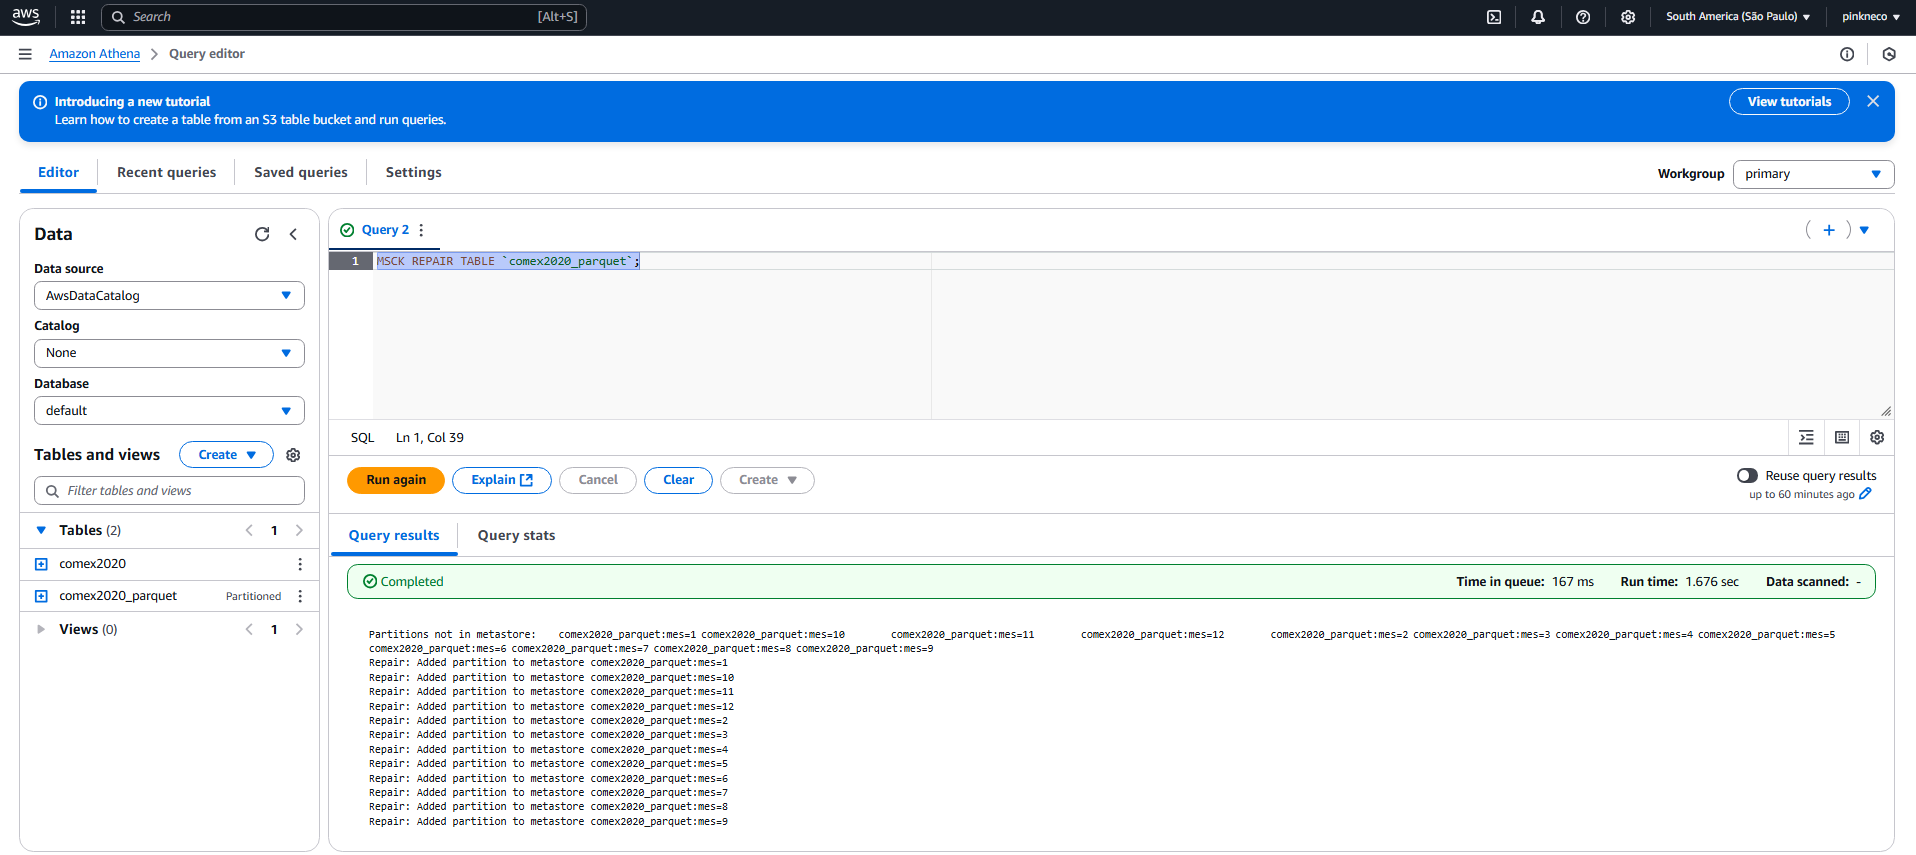 aws
Search [Alt+S]
South America (São Paulo)
pinkneco
Amazon Athena
Query editor
Introducing a new tutorial
Learn how to create a table from an S3 table bucket and run queries.
View tutorials
Editor
Recent queries
Saved queries
Settings
Workgroup
primary
Data
Data source
AwsDataCatalog
Catalog
None
Database
default
Tables and views
Create
Filter tables and views
Tables (2)
1
comex2020
comex2020_parquet
Partitioned
Views (0)
1
Query 2
1 MSCK REPAIR TABLE `comex2020_parquet`;
SQL
Ln 1, Col 39
Run again
Explain
Cancel
Clear
Create
Reuse query results
up to 60 minutes ago
Query results
Query stats
Completed
Time in queue: 167 ms
Run time: 1.676 sec
Data scanned: -
Partitions not in metastore: comex2020_parquet:mes=1 comex2020_parquet:mes=10 comex2020_parquet:mes=11 comex2020_parquet:mes=12 comex2020_parquet:mes=2 comex2020_parquet:mes=3 comex2020_parquet:mes=4 comex2020_parquet:mes=5
comex2020_parquet:mes=6 comex2020_parquet:mes=7 comex2020_parquet:mes=8 comex2020_parquet:mes=9
Repair: Added partition to metastore comex2020_parquet:mes=1
Repair: Added partition to metastore comex2020_parquet:mes=10
Repair: Added partition to metastore comex2020_parquet:mes=11
Repair: Added partition to metastore comex2020_parquet:mes=12
Repair: Added partition to metastore comex2020_parquet:mes=2
Repair: Added partition to metastore comex2020_parquet:mes=3
Repair: Added partition to metastore comex2020_parquet:mes=4
Repair: Added partition to metastore comex2020_parquet:mes=5
Repair: Added partition to metastore comex2020_parquet:mes=6
Repair: Added partition to metastore comex2020_parquet:mes=7
Repair: Added partition to metastore comex2020_parquet:mes=8
Repair: Added partition to metastore comex2020_parquet:mes=9